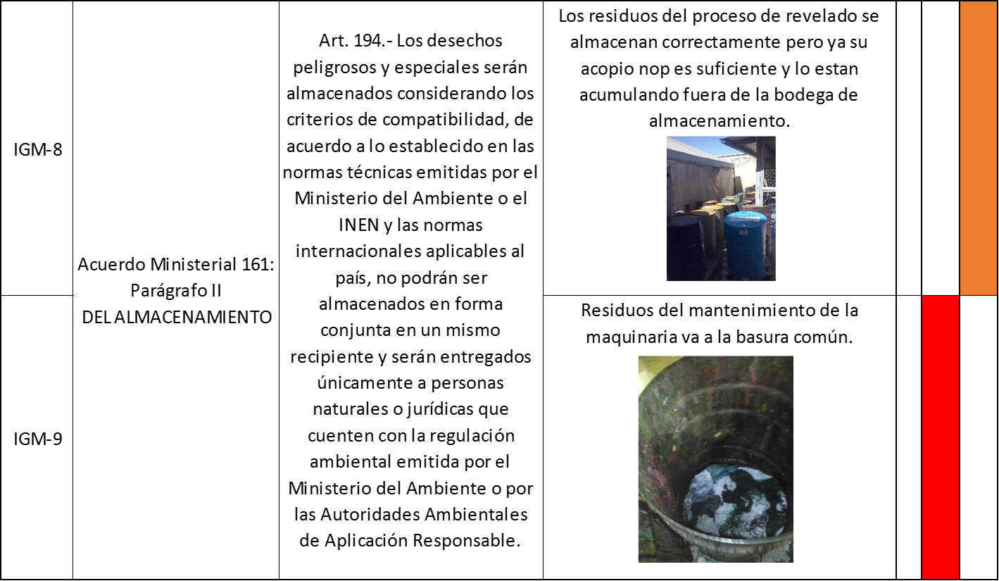 IGM-8
Acuerdo Ministerial 161:
Parágrafo II
DEL ALMACENAMIENTO
Art. 194.- Los desechos
peligrosos y especiales serán
almacenados considerando los
criterios de compatibilidad, de
acuerdo a lo establecido en las
normas técnicas emitidas por el
Ministerio del Ambiente o el
INEN y las normas
internacionales aplicables al
país, no podrán ser
almacenados en forma
conjunta en un mismo
recipiente y serán entregados
únicamente a personas
naturales o jurídicas que
cuenten con la regulación
ambiental emitida por el
Ministerio del Ambiente o por
las Autoridades Ambientales
de Aplicación Responsable.
Los residuos del proceso de revelado se
almacenan correctamente pero ya su
acopio nop es suficiente y lo estan
acumulando fuera de la bodega de
almacenamiento.
IGM-9
Residuos del mantenimiento de la
maquinaria va a la basura común.